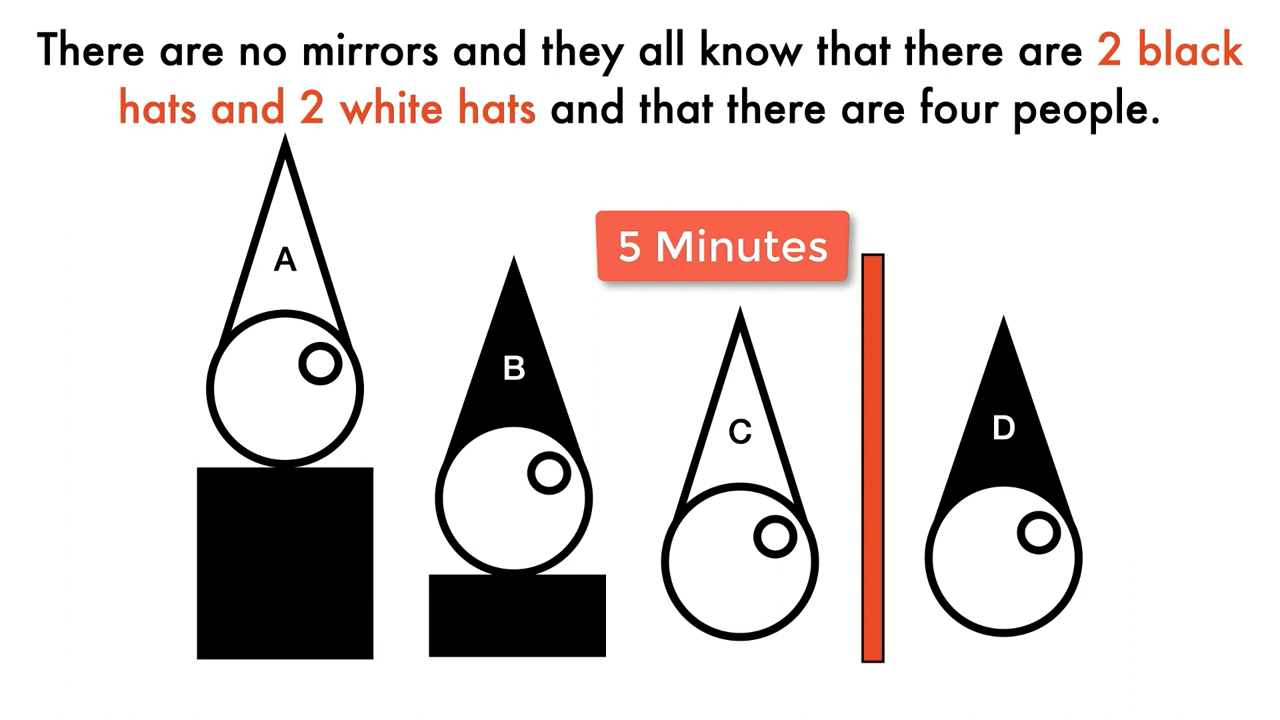 There are no mirrors and they all know that there are 2 black
hats and 2 white hats and that there are four people.
5 Minutes
A
B
C
D